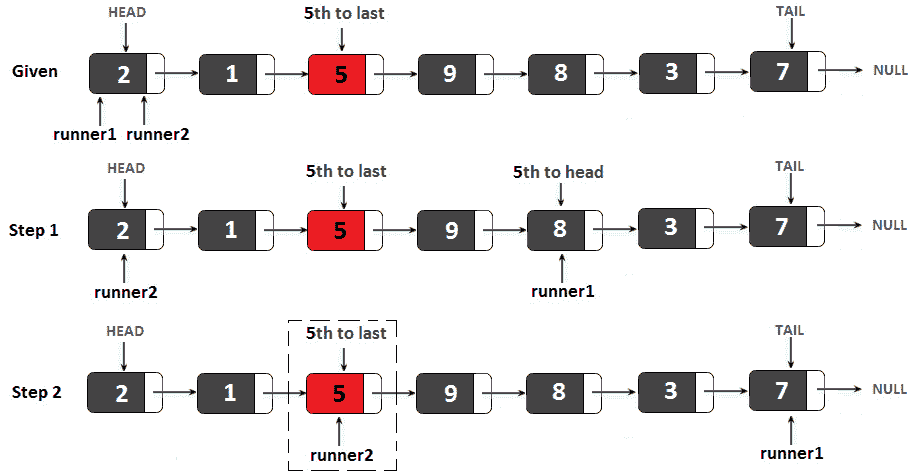 HEAD 5th to last TAIL
Given 2 1 5 9 8 3 7 NULL
runner1 runner2
HEAD 5th to last 5th to head TAIL
Step 1 2 1 5 9 8 3 7 NULL
runner2 runner1
HEAD 5th to last TAIL
Step 2 2 1 5 9 8 3 7 NULL
runner2 runner1